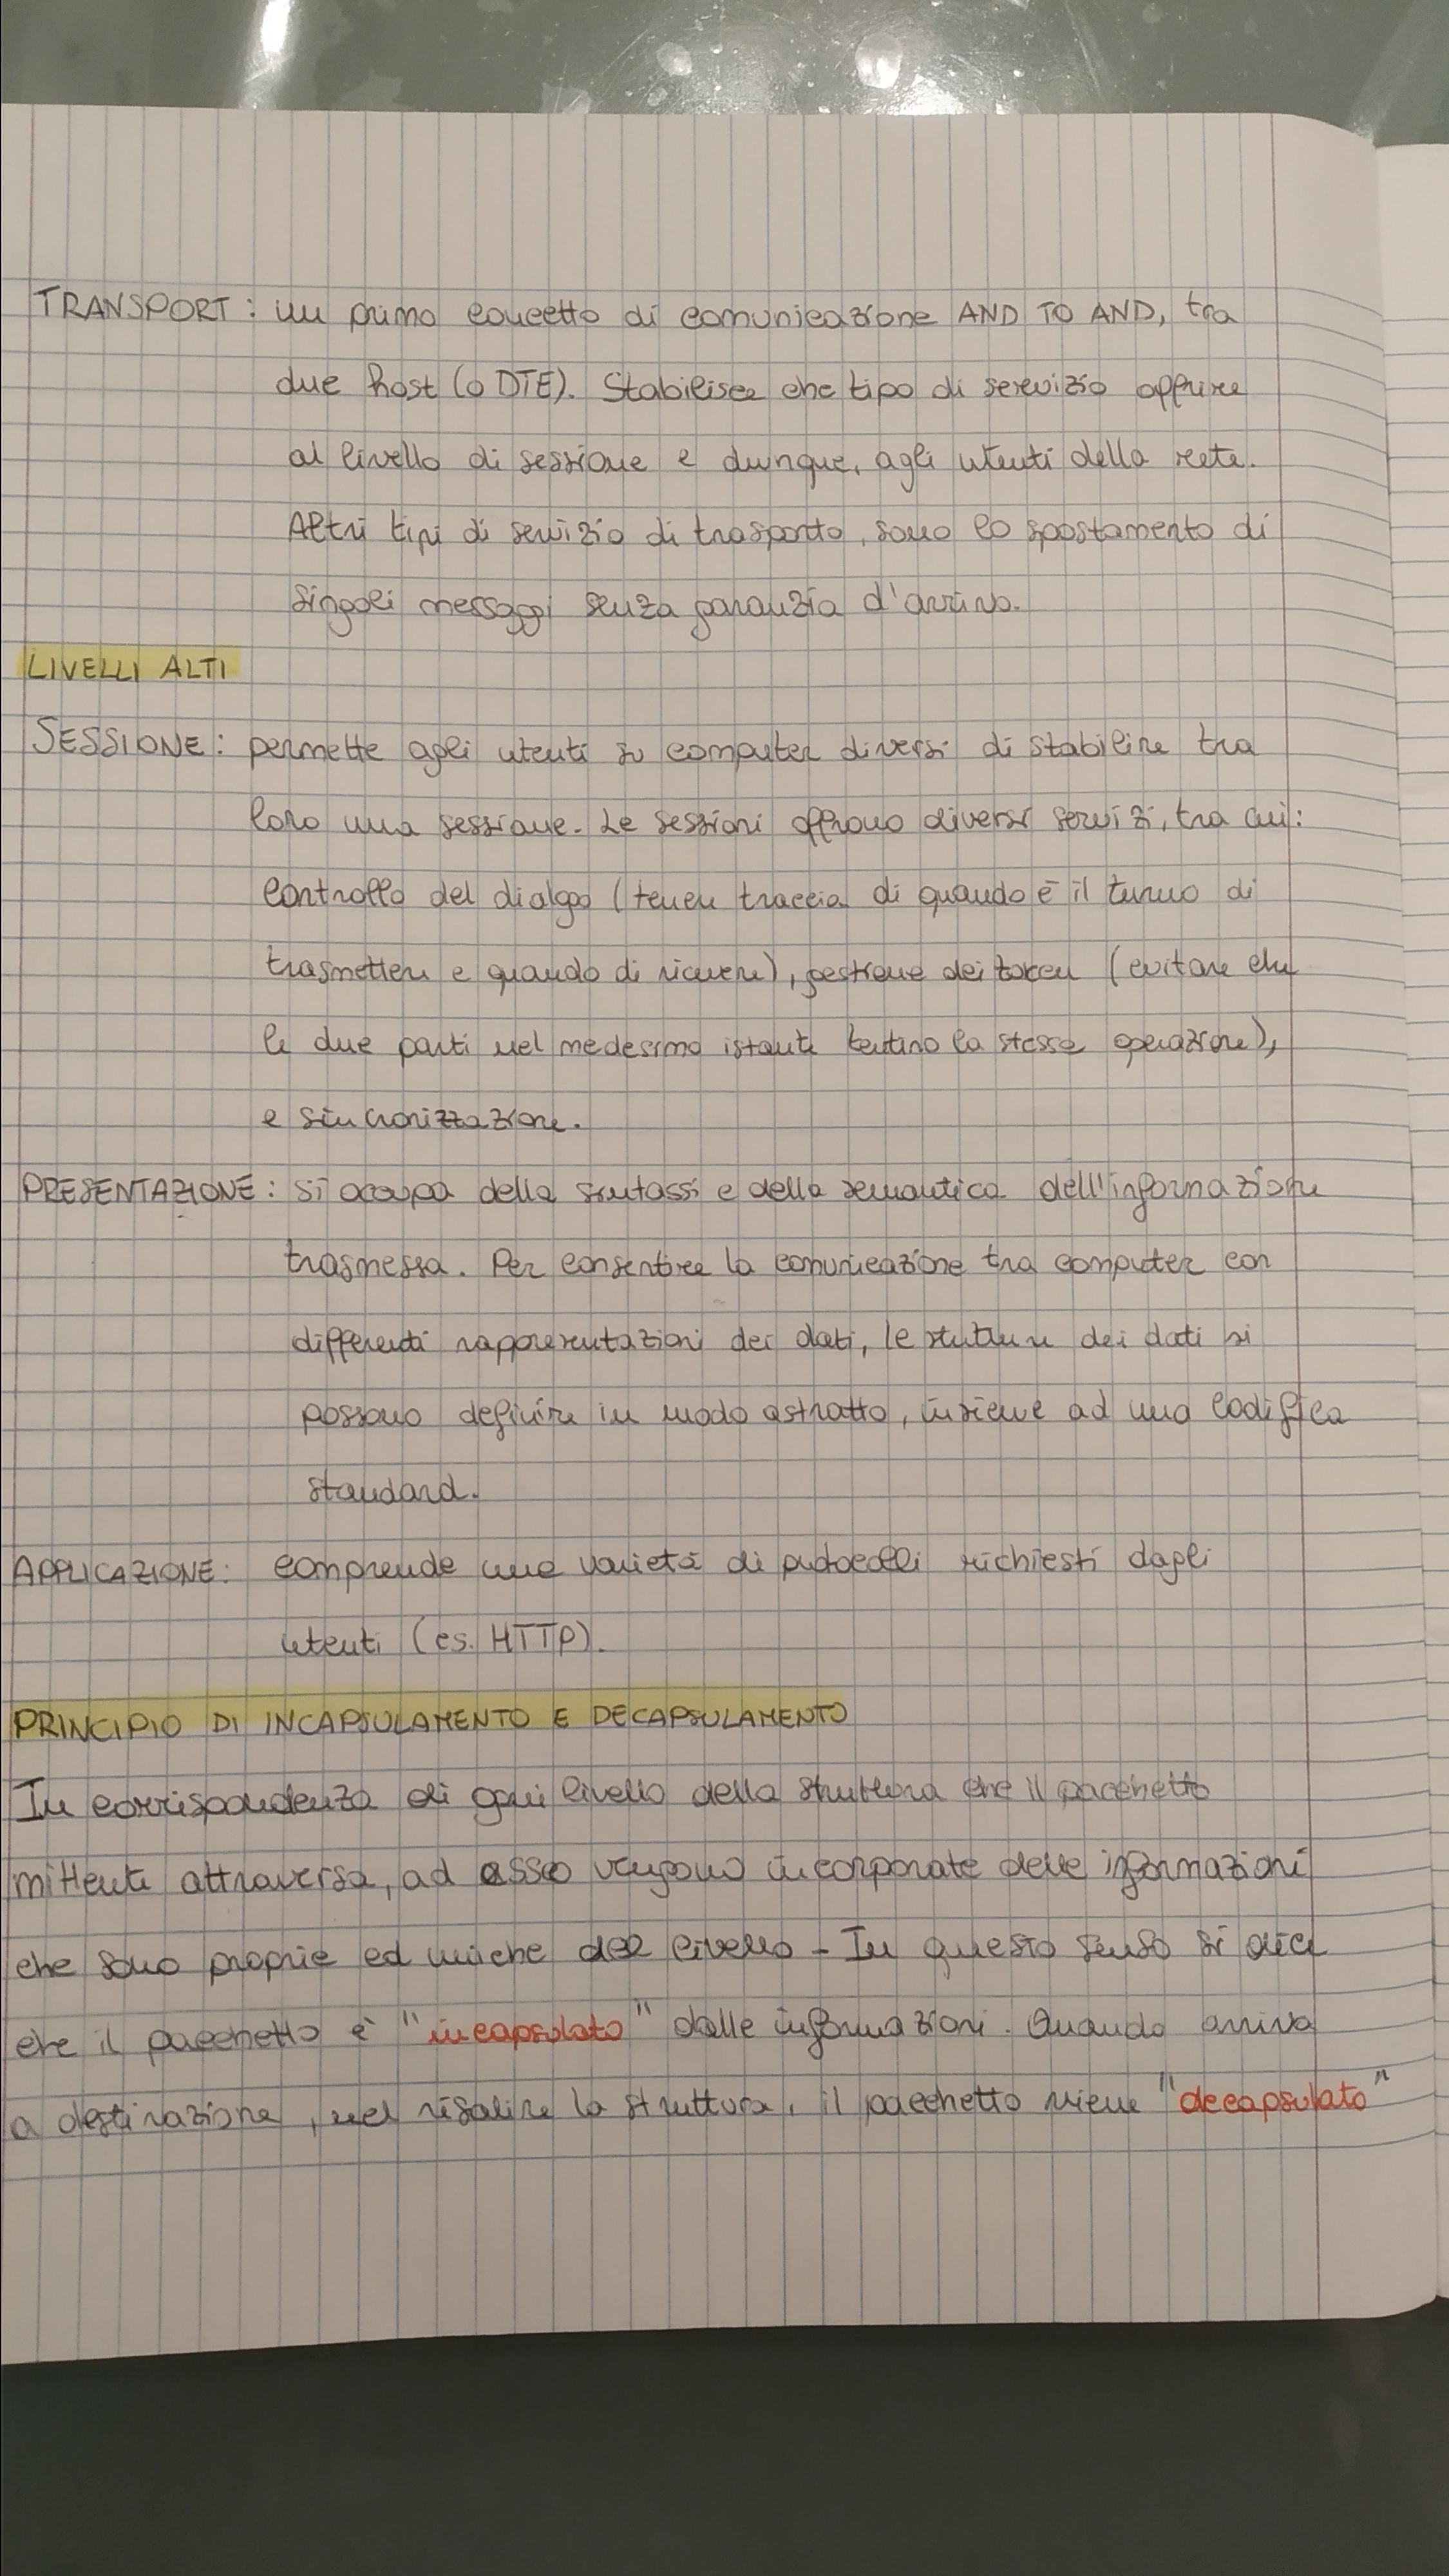 TRANSPORT: un primo concetto di comunicazione AND TO AND, tra
due host (o DTE). Stabilisce che tipo di servizio offrire
al livello di sessione e dunque, agli utenti della rete.
Altri tipi di servizio di trasporto, sono lo spostamento di
singoli messaggi senza garanzia d'arrivo.
LIVELLI ALTI
SESSIONE: permette agli utenti su computer diversi di stabilire tra
loro una sessione. Le sessioni offrono diversi servizi, tra cui:
controllo del dialogo (tenere traccia di quando è il turno di
trasmettere e quando di ricevere), gestione dei token (evitare che
le due parti nel medesimo istante tentino la stessa operazione),
e sincronizzazione.
PRESENTAZIONE: si occupa della sintassi e della semantica dell'informazione
trasmessa. Per consentire la comunicazione tra computer con
differenti rappresentazioni dei dati, le strutture dei dati si
possono definire in modo astratto, insieme ad una codifica
standard.
APPLICAZIONE: comprende una varietà di protocolli richiesti dagli
utenti (es. HTTP).
PRINCIPIO DI INCAPSULAMENTO E DECAPSULAMENTO
In corrispondenza di ogni livello della struttura che il pacchetto
mittente attraversa, ad esso vengono incorporate delle informazioni
che sono proprie ed uniche del livello. In questo senso si dice
che il pacchetto è "incapsulato" dalle informazioni. Quando arriva
a destinazione, nel risalire la struttura, il pacchetto viene "decapsulato"